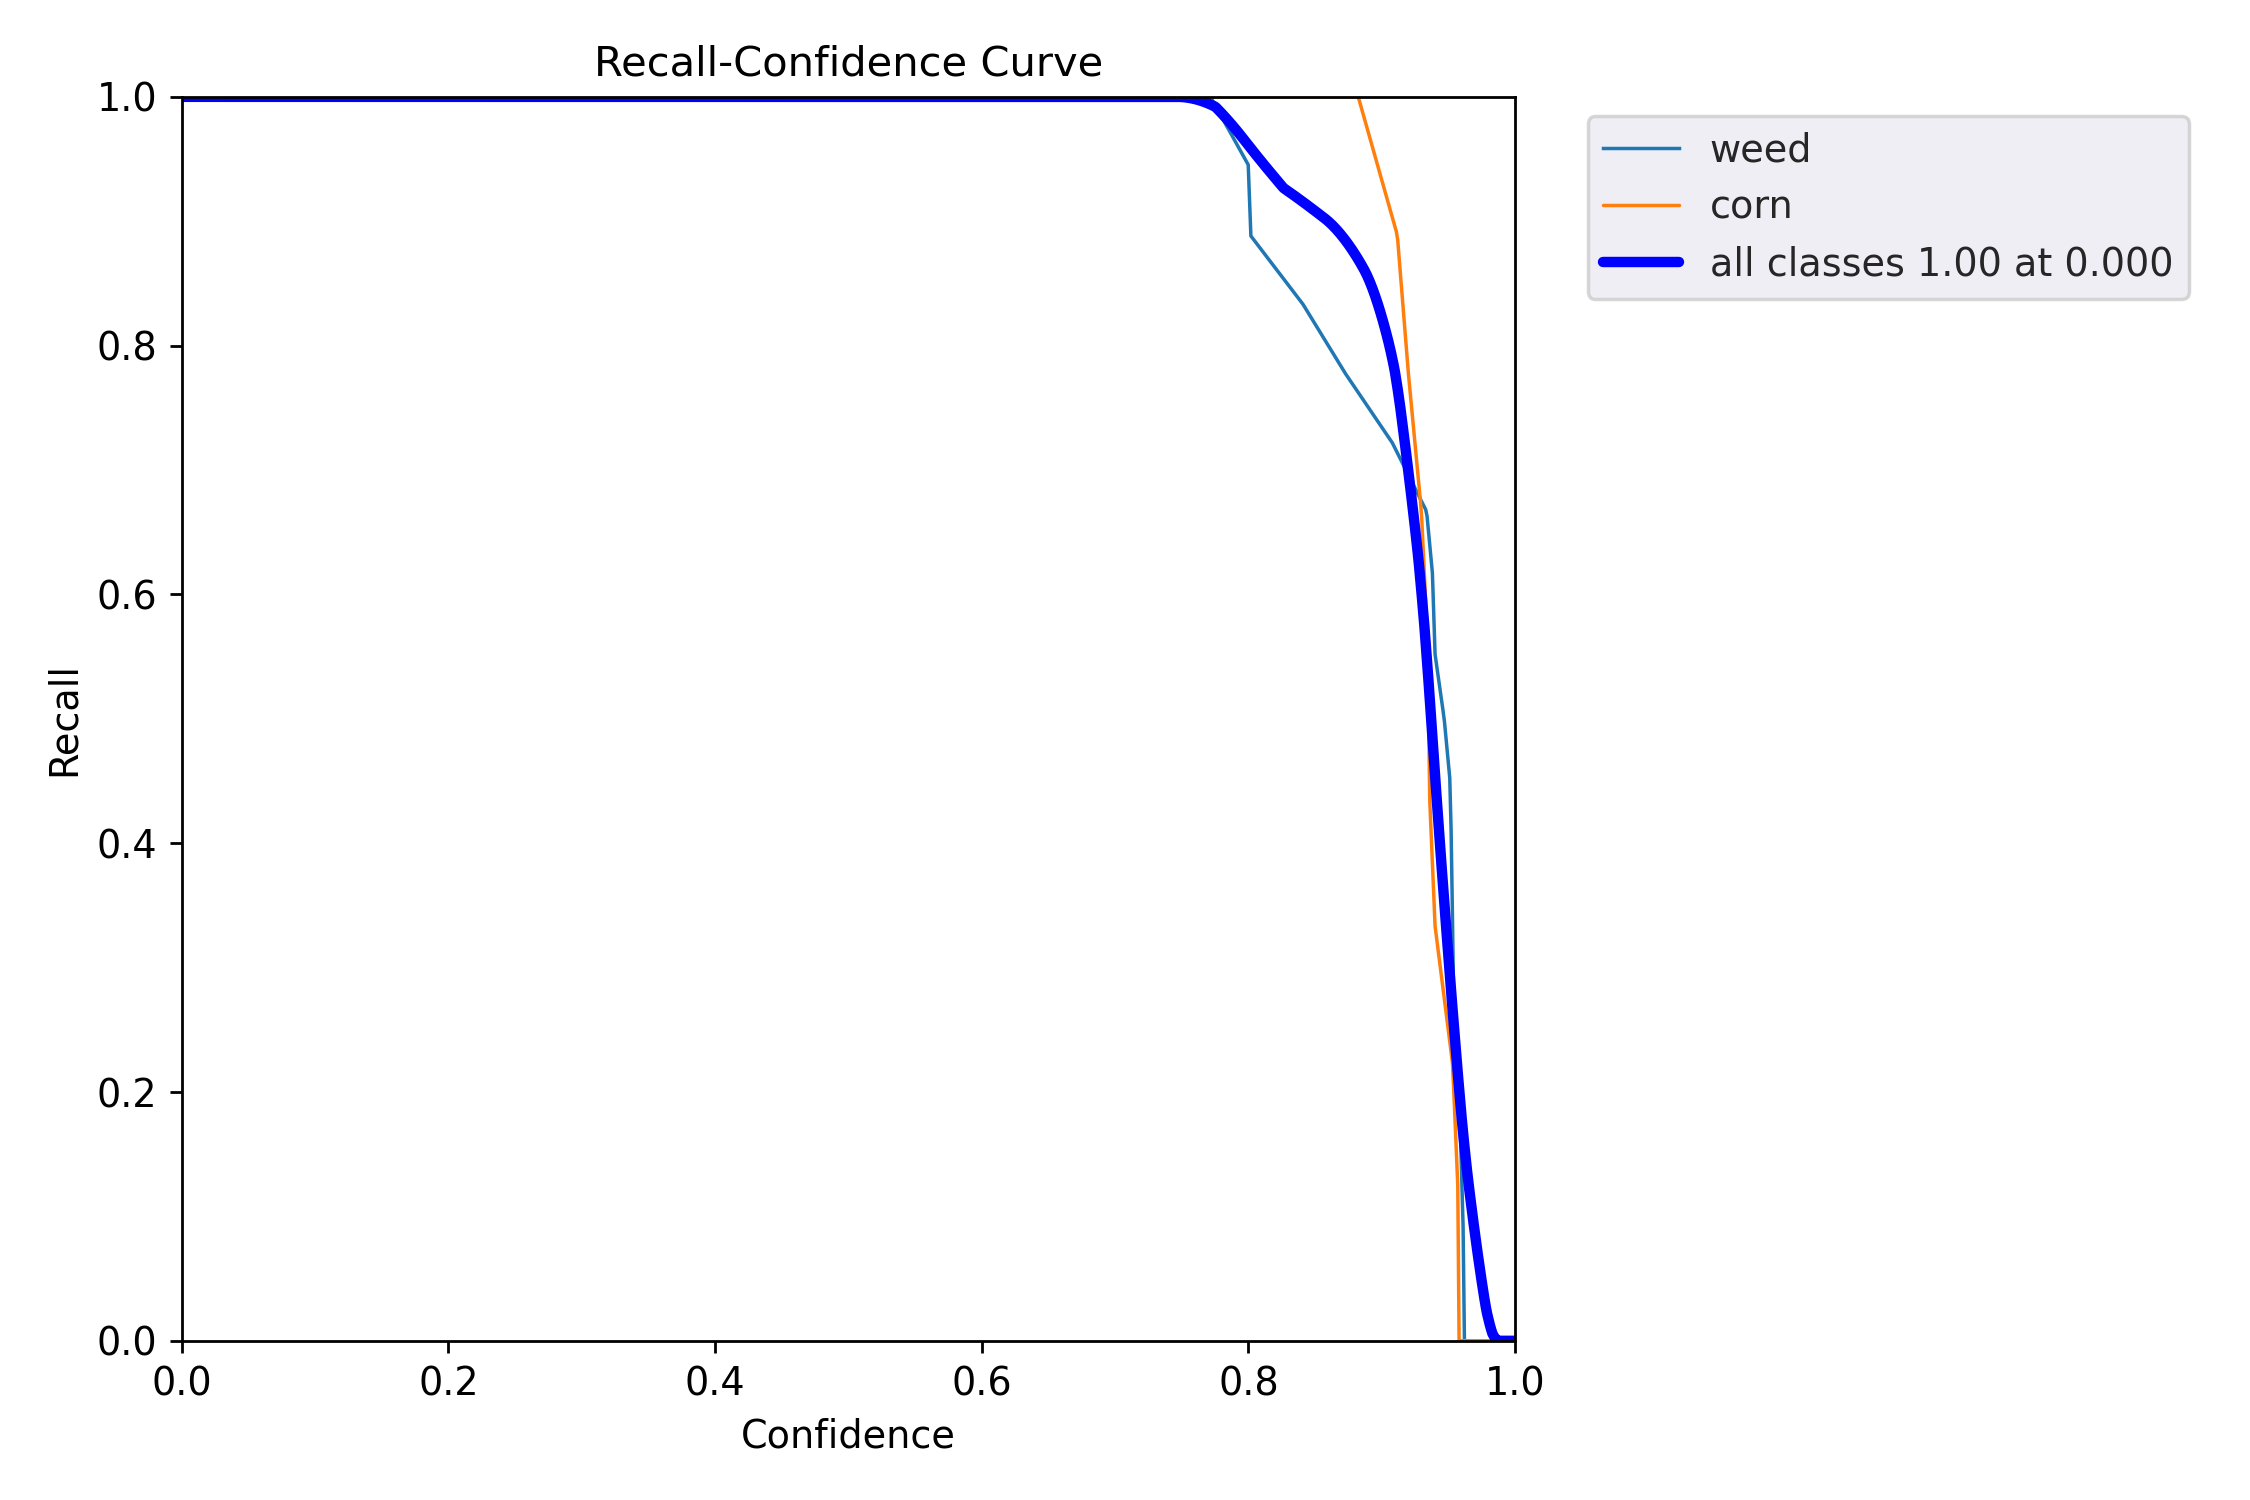 Recall-Confidence Curve
1.0
0.8
0.6
0.4
0.2
0.0
Recall
0.0 0.2 0.4 0.6 0.8 1.0
Confidence
weed
corn
all classes 1.00 at 0.000